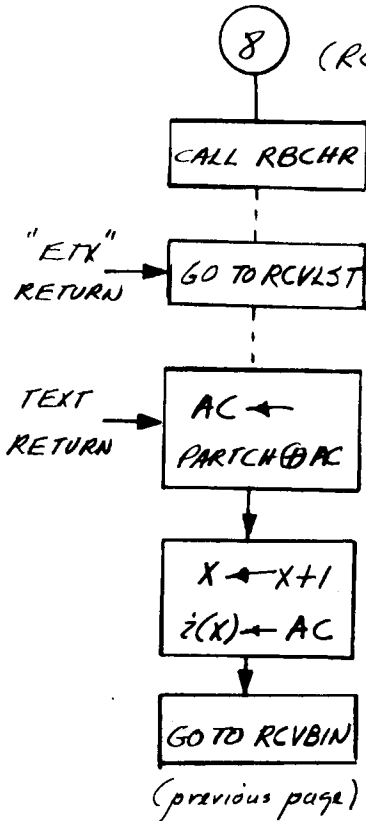 8
CALL RBCHR
"ETX"
RETURN
GO TO RCVLST
TEXT
RETURN
AC ←
PARTCH ⊕ AC
X ← X+1
i(X) ← AC
GO TO RCVBIN
(previous page)